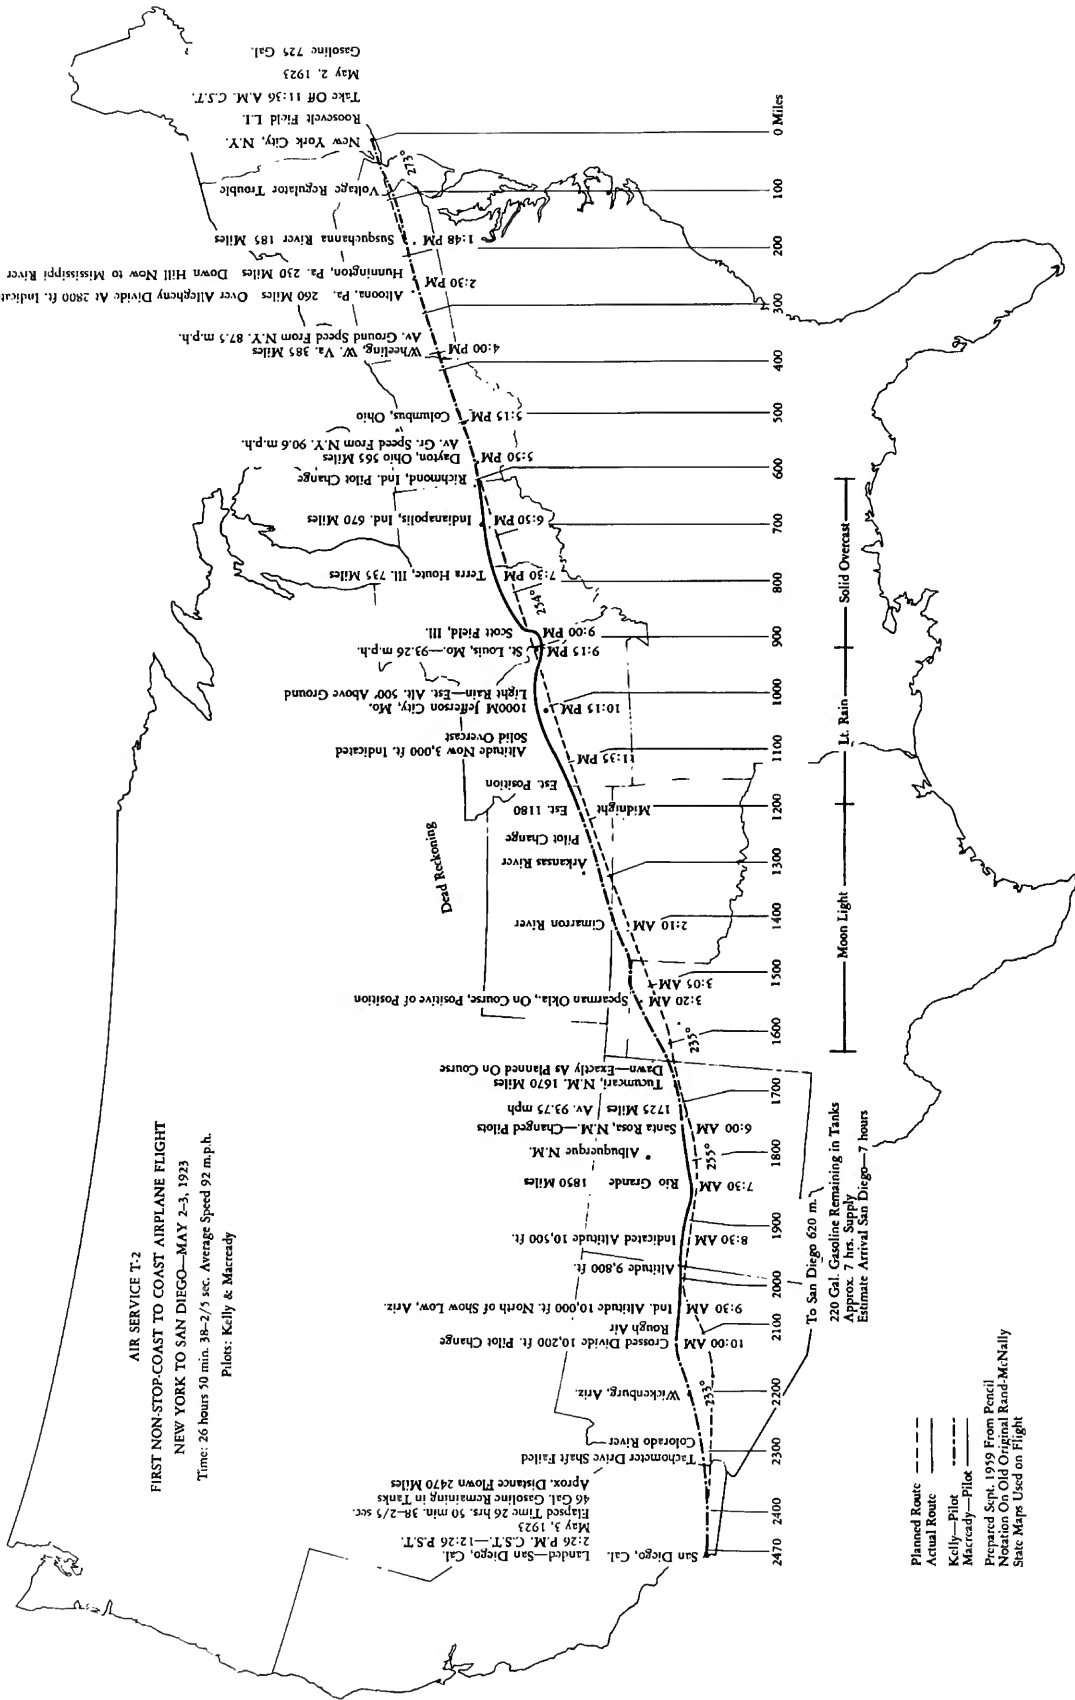 AIR SERVICE T-2
FIRST NON-STOP-COAST TO COAST AIRPLANE FLIGHT
NEW YORK TO SAN DIEGO—MAY 2–3, 1923
Time: 26 hours 50 min. 38–2/5 sec. Average Speed 92 m.p.h.
Pilots: Kelly & Macready
San Diego, Cal.
Landed—San Diego, Cal.
2:26 P.M. C.S.T.—12:26 P.S.T.
May 3, 1923
Elapsed Time 26 hrs. 50 min. 38–2/5 sec.
46 Gal. Gasoline Remaining in Tanks
Aprox. Distance Flown 2470 Miles
Tachometer Drive Shaft Failed
Colorado River
Wickenburg, Ariz.
Crossed Divide 10,200 ft. Pilot Change
Rough Air
Ind. Altitude 10,000 ft. North of Show Low, Ariz.
Altitude 9,800 ft.
Indicated Altitude 10,500 ft.
Rio Grande 1850 Miles
Albuquerque N.M.
Santa Rosa, N.M.—Changed Pilots
1725 Miles Av. 93.75 mph
Tucumcari, N.M. 1670 Miles
Dawn—Exactly As Planned On Course
Spearman Okla., On Course, Positive of Position
Cimarron River
Dead Reckoning
Arkansas River
Pilot Change
Est. 1180
Est. Position
Altitude Now 3,000 ft. Indicated
Solid Overcast
1000M Jefferson City, Mo.
Light Rain—Est. Alt. 500' Above Ground
St. Louis, Mo.—93.26 m.p.h.
Scott Field, Ill.
Terra Houte, Ill. 735 Miles
Indianapolis, Ind. 670 Miles
Richmond, Ind. Pilot Change
Dayton, Ohio 565 Miles
Av. Gr. Speed From N.Y. 90.6 m.p.h.
Columbus, Ohio
Wheeling, W. Va. 385 Miles
Av. Ground Speed From N.Y. 87.5 m.p.h.
Altoona, Pa. 260 Miles Over Allegheny Divide At 2800 ft. Indicat
Hunnington, Pa. 230 Miles Down Hill Now to Mississippi River
Susquchanna River 185 Miles
Voltage Regulator Trouble
New York, City, N.Y.
Roosevelt Field L.I.
Take Off 11:36 A.M. C.S.T.
May 2, 1923
Gasoline 725 Gal.
10:00 AM
9:30 AM
8:30 AM
7:30 AM
6:00 AM
3:20 AM
3:05 AM
2:10 AM
Midnight
11:35 PM
10:15 PM
9:15 PM
9:00 PM
7:30 PM
6:50 PM
5:50 PM
5:15 PM
4:00 PM
2:30 PM
1:48 PM
233°
255°
235°
254°
273°
2470
2400
2300
2200
2100
2000
1900
1800
1700
1600
1500
1400
1300
1200
1100
1000
900
800
700
600
500
400
300
200
100
0 Miles
To San Diego 620 m.
220 Gal. Gasoline Remaining in Tanks
Approx. 7 hrs. Supply
Estimate Arrival San Diego—7 hours
Moon Light
Lt. Rain
Solid Overcast
Planned Route
Actual Route
Kelly—Pilot
Macready—Pilot
Prepared Sept. 1959 From Pencil
Notation On Old Original Rand-McNally
State Maps Used on Flight